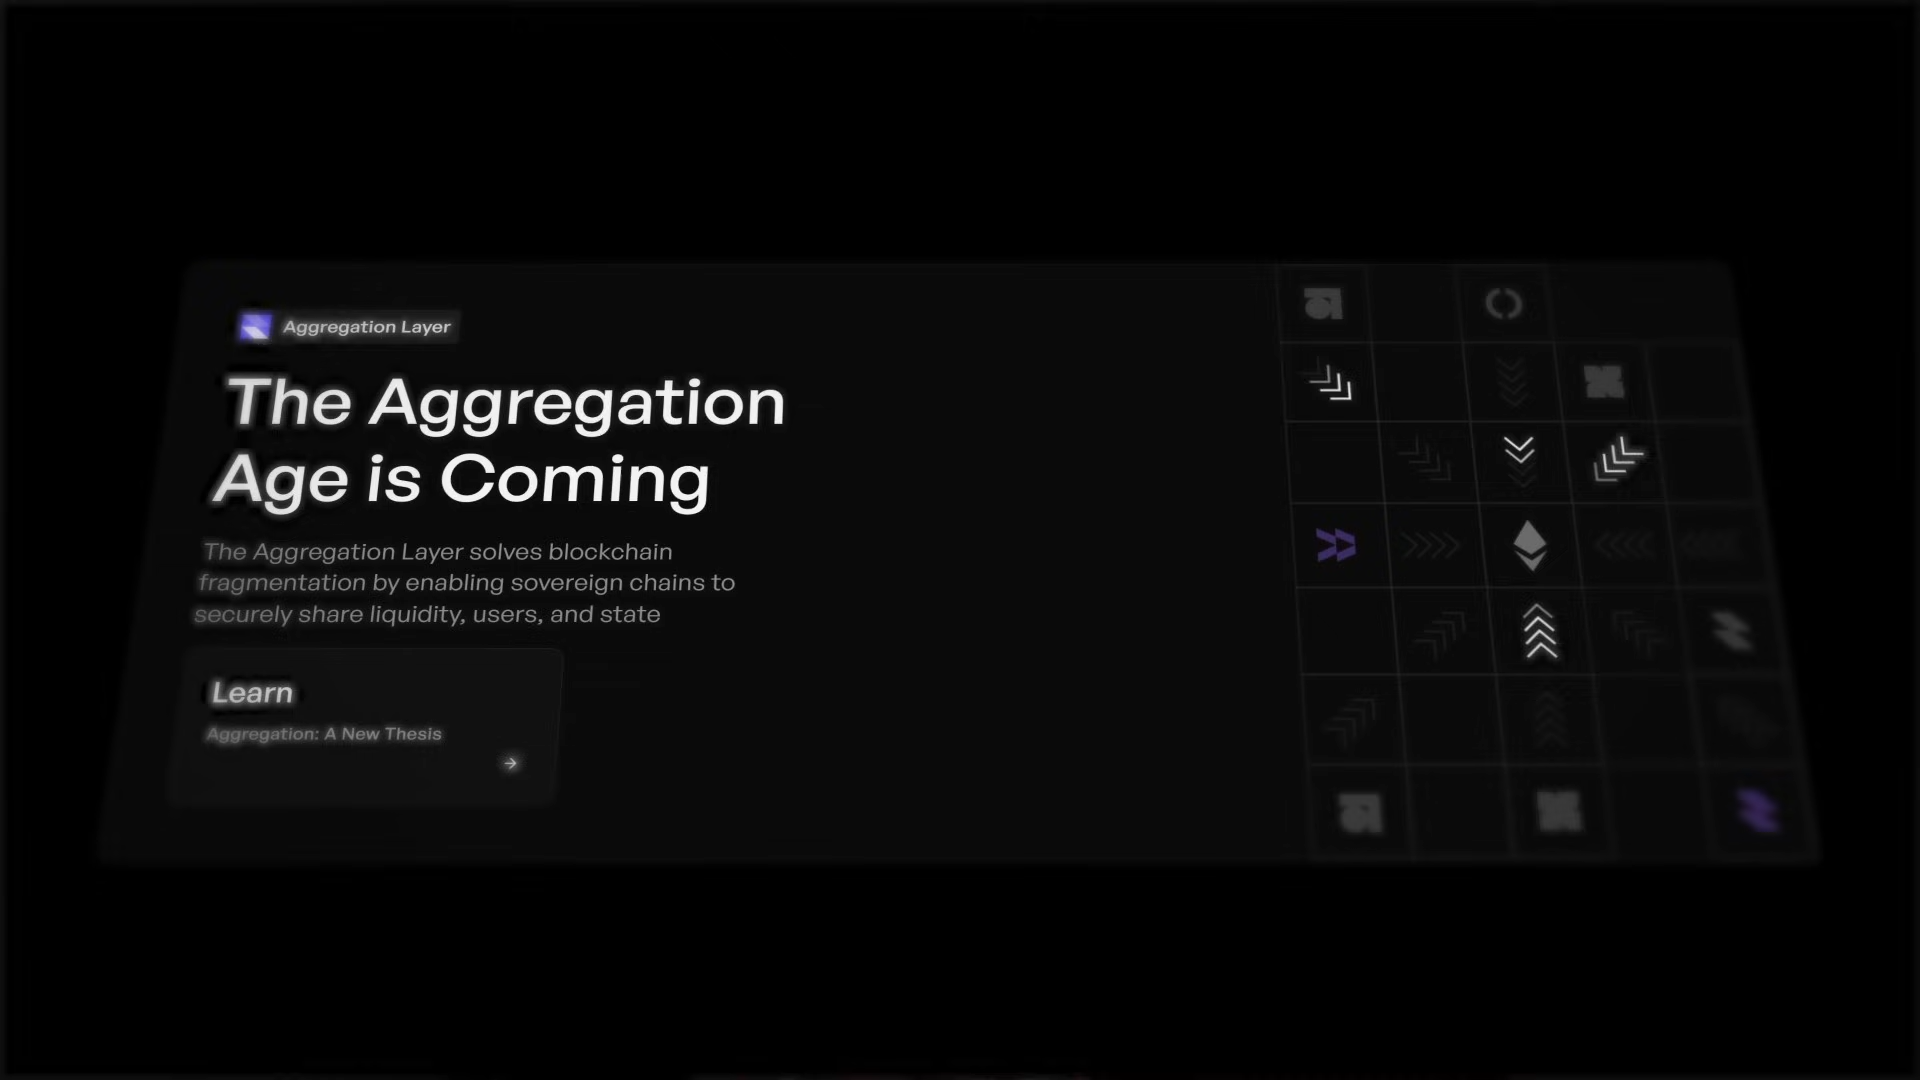 Aggregation Layer
The Aggregation
Age is Coming
The Aggregation Layer solves blockchain
fragmentation by enabling sovereign chains to
securely share liquidity, users, and state
Learn
Aggregation: A New Thesis